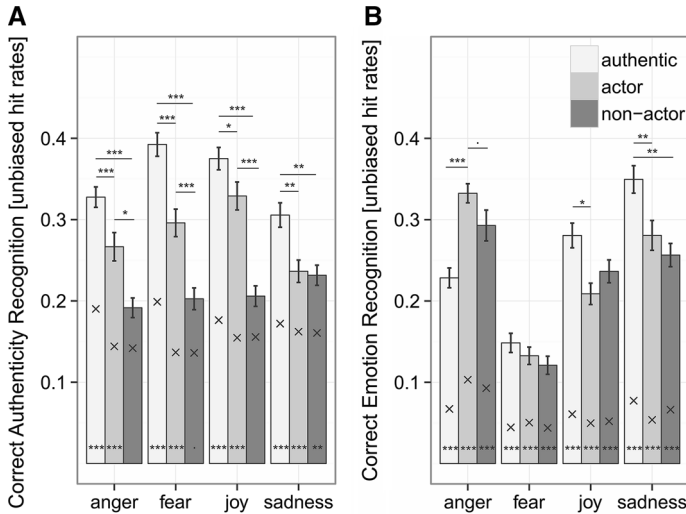 A
Correct Authenticity Recognition [unbiased hit rates]
0.4
0.3
0.2
0.1
***
***
***
***
*
***
***
***
***
*
***
**
**
× × × × × × × × × × × ×
*** *** *** *** *** . *** *** *** *** *** **
anger fear joy sadness
B
Correct Emotion Recognition [unbiased hit rates]
authentic
actor
non-actor
0.4
0.3
0.2
0.1
***
.
*
**
**
× × × × × × × × × × × ×
*** *** *** *** *** *** *** *** *** *** *** ***
anger fear joy sadness